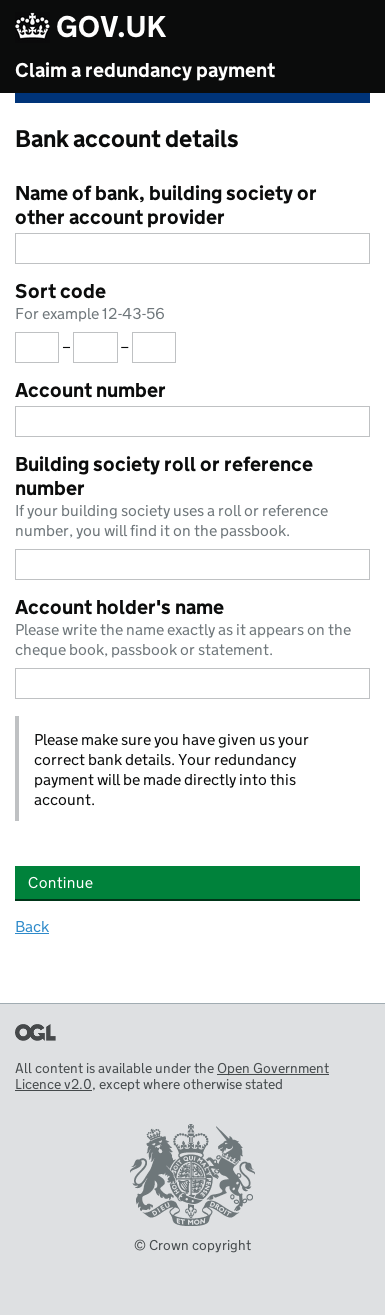 GOV.UK
Claim a redundancy payment
Bank account details
Name of bank, building society or
other account provider
Sort code
For example 12-43-56
– –
Account number
Building society roll or reference
number
If your building society uses a roll or reference
number, you will find it on the passbook.
Account holder's name
Please write the name exactly as it appears on the
cheque book, passbook or statement.
Please make sure you have given us your
correct bank details. Your redundancy
payment will be made directly into this
account.
Continue
Back
OGL
All content is available under the Open Government
Licence v2.0, except where otherwise stated
DIEU ET MON DROIT
© Crown copyright